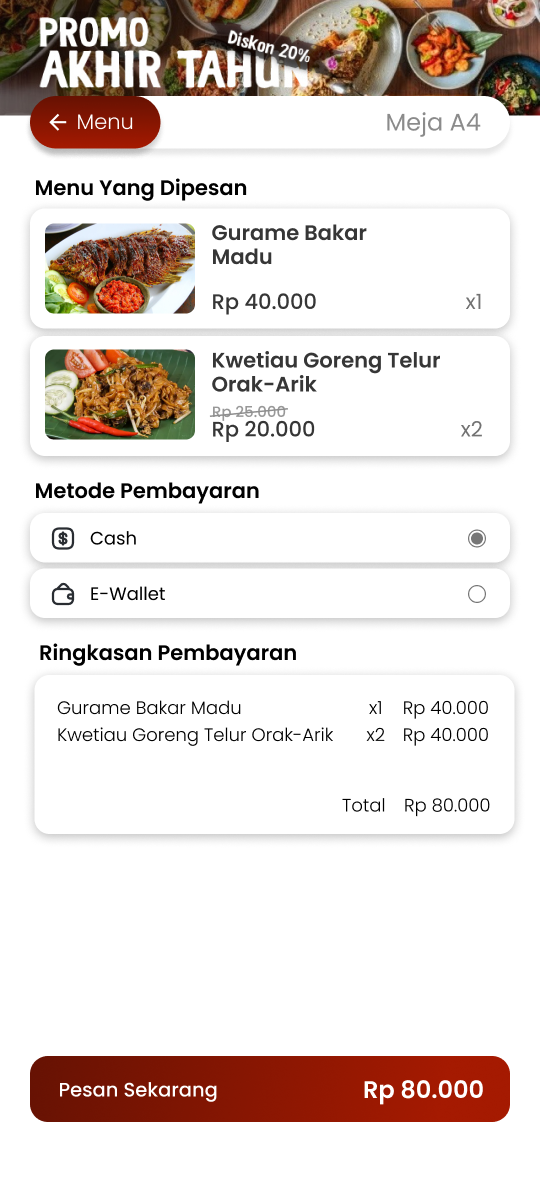 PROMO
Diskon 20%
AKHIR TAHUN
Menu
Meja A4
Menu Yang Dipesan
Gurame Bakar
Madu
Rp 40.000
x1
Kwetiau Goreng Telur
Orak-Arik
Rp 25.000
Rp 20.000
x2
Metode Pembayaran
Cash
E-Wallet
Ringkasan Pembayaran
Gurame Bakar Madu x1 Rp 40.000
Kwetiau Goreng Telur Orak-Arik x2 Rp 40.000
Total Rp 80.000
Pesan Sekarang Rp 80.000